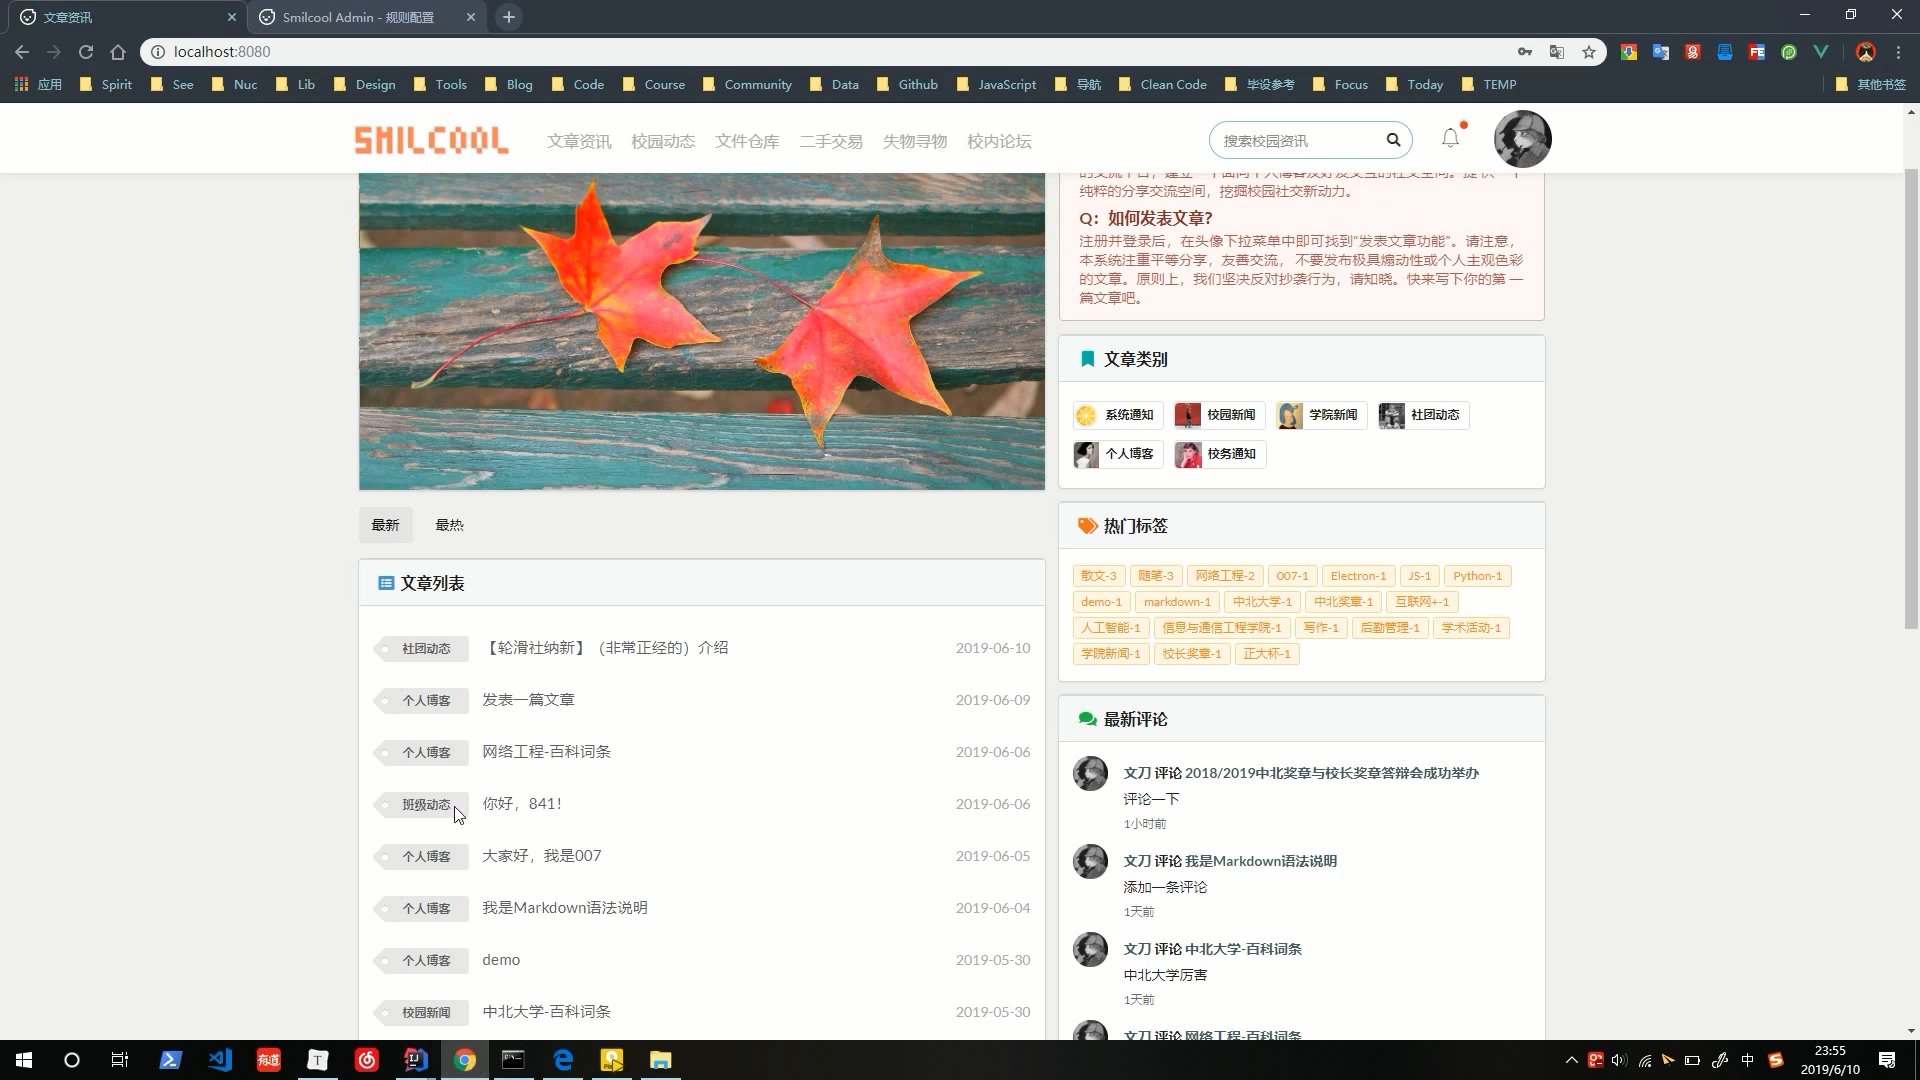 文章资讯
Smilcool Admin - 规则配置
localhost:8080
应用 Spirit See Nuc Lib Design Tools Blog Code Course Community Data Github JavaScript 导航 Clean Code 毕设参考 Focus Today TEMP 其他书签
SMILCOOL 文章资讯 校园动态 文件仓库 二手交易 失物寻物 校内论坛 搜索校园资讯
纯粹的分享交流空间，挖掘校园社交新动力。
Q：如何发表文章？
注册并登录后，在头像下拉菜单中即可找到“发表文章功能”。请注意，
本系统注重平等分享，友善交流， 不要发布极具煽动性或个人主观色彩
的文章。原则上，我们坚决反对抄袭行为，请知晓。快来写下你的第 一
篇文章吧。
文章类别
系统通知 校园新闻 学院新闻 社团动态
个人博客 校务通知
热门标签
散文-3 随笔-3 网络工程-2 007-1 Electron-1 JS-1 Python-1
demo-1 markdown-1 中北大学-1 中北奖章-1 互联网+-1
人工智能-1 信息与通信工程学院-1 写作-1 后勤管理-1 学术活动-1
学院新闻-1 校长奖章-1 正大杯-1
最新评论
文刀 评论 2018/2019中北奖章与校长奖章答辩会成功举办
评论一下
1小时前
文刀 评论 我是Markdown语法说明
添加一条评论
1天前
文刀 评论 中北大学-百科词条
中北大学厉害
1天前
文刀 评论 网络工程-百科词条
最新 最热
文章列表
社团动态 【轮滑社纳新】（非常正经的）介绍 2019-06-10
个人博客 发表一篇文章 2019-06-09
个人博客 网络工程-百科词条 2019-06-06
班级动态 你好，841！ 2019-06-06
个人博客 大家好，我是007 2019-06-05
个人博客 我是Markdown语法说明 2019-06-04
个人博客 demo 2019-05-30
校园新闻 中北大学-百科词条 2019-05-30
有道
中
23:55
2019/6/10